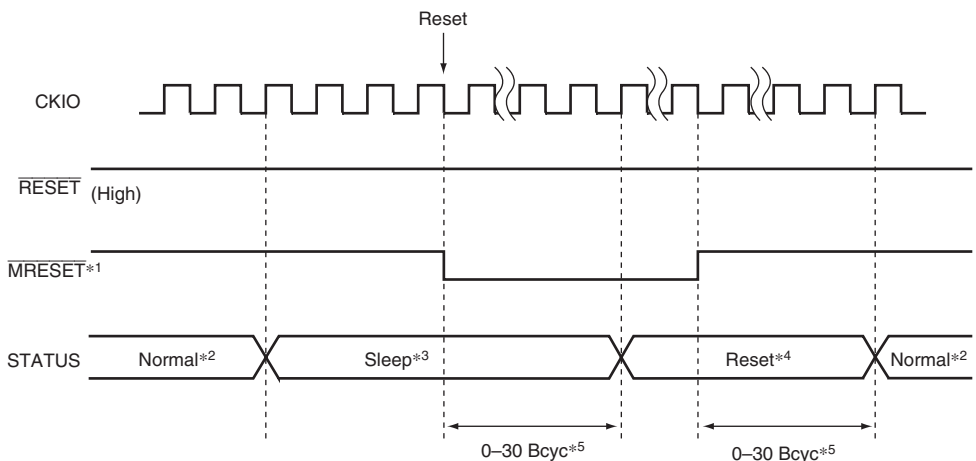 Reset
CKIO
RESET (High)
MRESET*1
STATUS Normal*2 Sleep*3 Reset*4 Normal*2
0–30 Bcyc*5 0–30 Bcyc*5